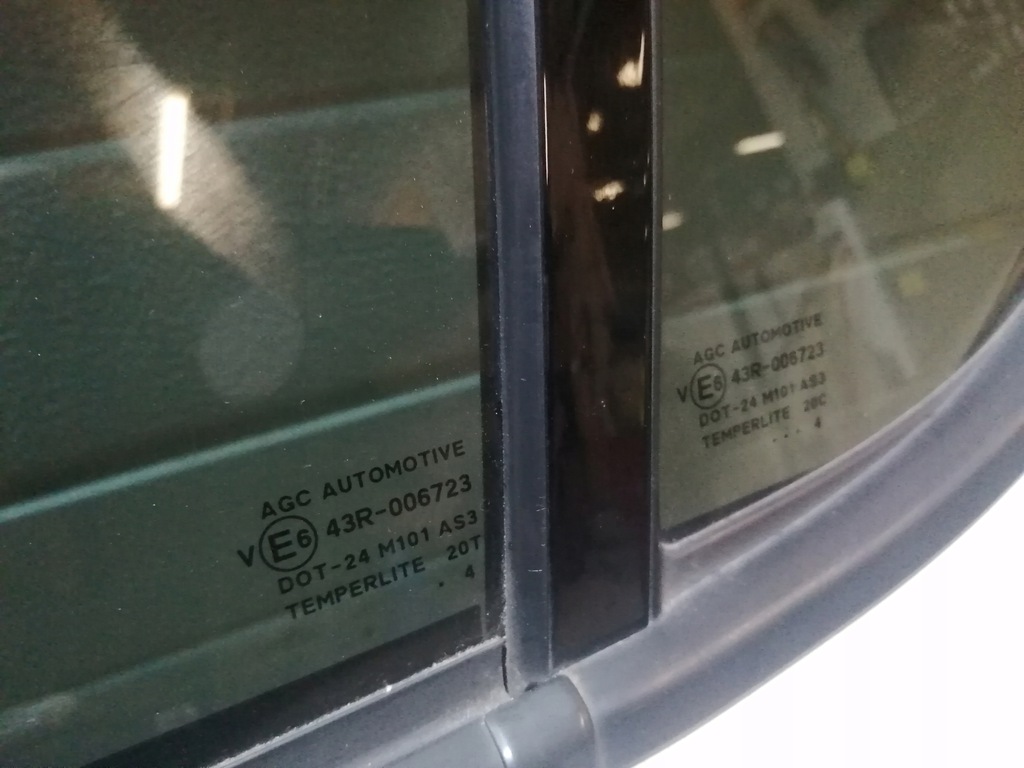 AGC AUTOMOTIVE
V E6 43R-006723
DOT-24 M101 AS3
TEMPERLITE 20T
. 4
AGC AUTOMOTIVE
V E6 43R-006723
DOT-24 M101 AS3
TEMPERLITE 20C
... 4